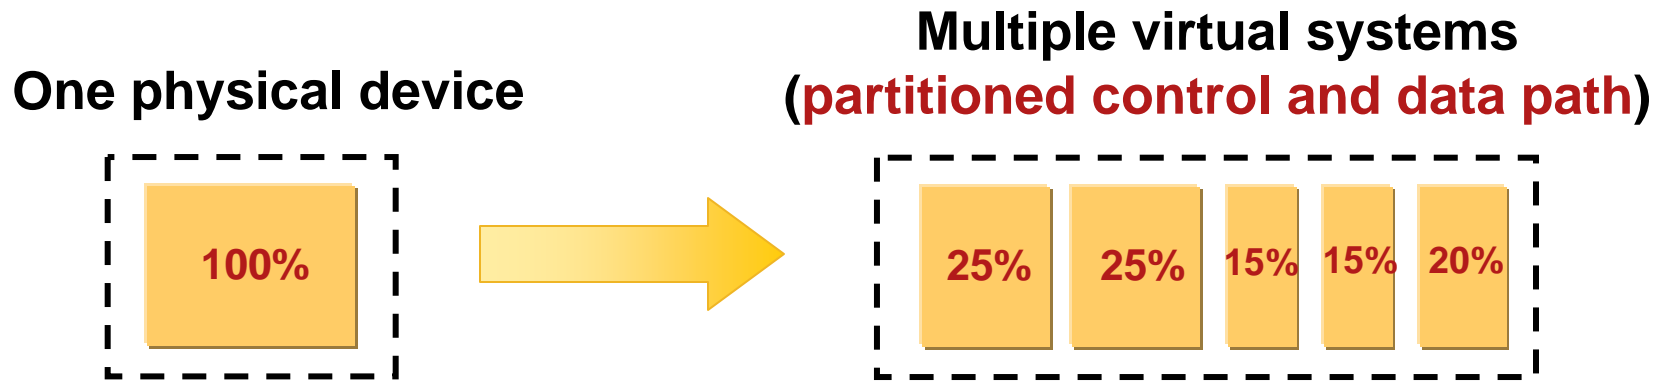 One physical device
100%
Multiple virtual systems
(partitioned control and data path)
25%
25%
15%
15%
20%